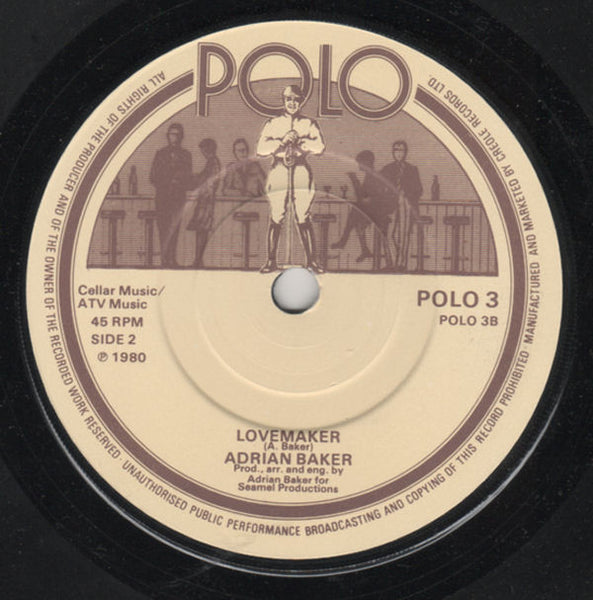 POLO
ALL RIGHTS OF THE PRODUCER AND OF THE OWNER OF THE RECORDED WORK RESERVED · UNAUTHORISED PUBLIC PERFORMANCE BROADCASTING AND COPYING OF THIS RECORD PROHIBITED · MANUFACTURED AND MARKETED BY CREOLE RECORDS LTD.
Cellar Music/
ATV Music
45 RPM
SIDE 2
℗ 1980
POLO 3
POLO 3B
LOVEMAKER
(A. Baker)
ADRIAN BAKER
Prod., arr. and eng. by
Adrian Baker for
Seamel Productions